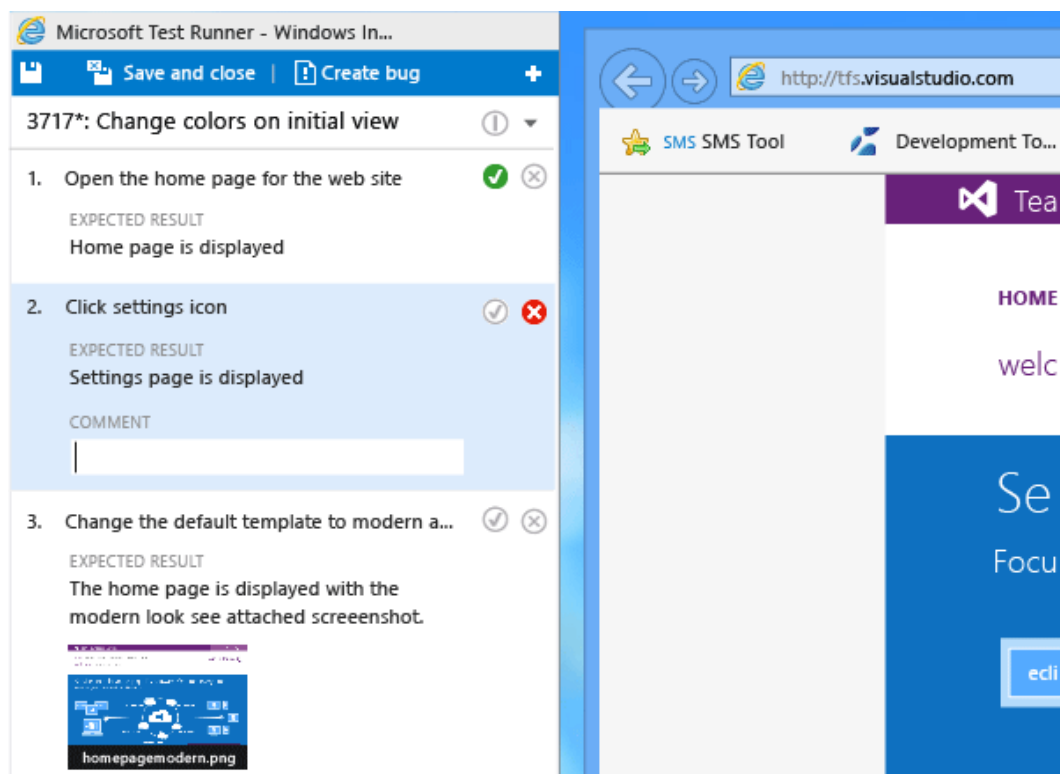 Microsoft Test Runner - Windows In...
Save and close | Create bug
3717*: Change colors on initial view
1. Open the home page for the web site
EXPECTED RESULT
Home page is displayed
2. Click settings icon
EXPECTED RESULT
Settings page is displayed
COMMENT
3. Change the default template to modern a...
EXPECTED RESULT
The home page is displayed with the
modern look see attached screeenshot.
homepagemodern.png
http://tfs.visualstudio.com
SMS SMS Tool
Development To...
Tea
HOME
welc
Se
Focu
ecli